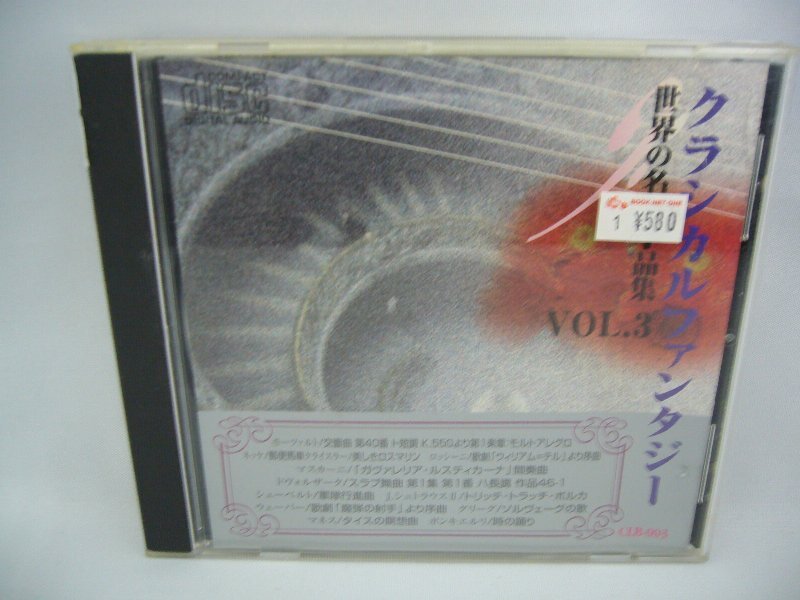 COMPACT
disc
DIGITAL AUDIO
クラシカルファンタジー
世界の名
品集
VOL.3
BOOK-NET-ONE
1 ¥580
モーツァルト/交響曲 第40番 ト短調 K.550より第1楽章:モルトアレグロ
ネッケ/郵便馬車 クライスラー/美しきロスマリン ロッシーニ/歌劇「ウィリアム=テル」より序曲
マスカーニ/「ガヴァレリア・ルスティカーナ」間奏曲
ドヴォルザーク/スラブ舞曲 第1集 第1番 ハ長調 作品46-1
シューベルト/軍隊行進曲 J.シュトラウスⅡ/トリッチ・トラッチ・ポルカ
ウェーバー/歌劇「魔弾の射手」より序曲 グリーク/ソルヴェーグの歌
マネス/タイスの瞑想曲 ポンキエルリ/時の踊り
CLB-003